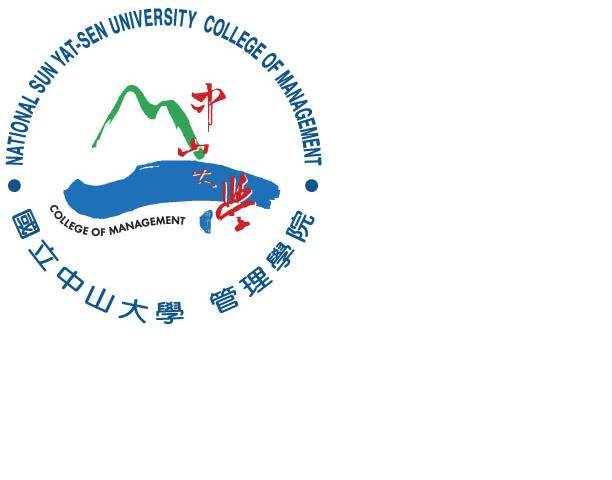 NATIONAL SUN YAT-SEN UNIVERSITY COLLEGE OF MANAGEMENT
中山大學
COLLEGE OF MANAGEMENT
國立中山大學 管理學院